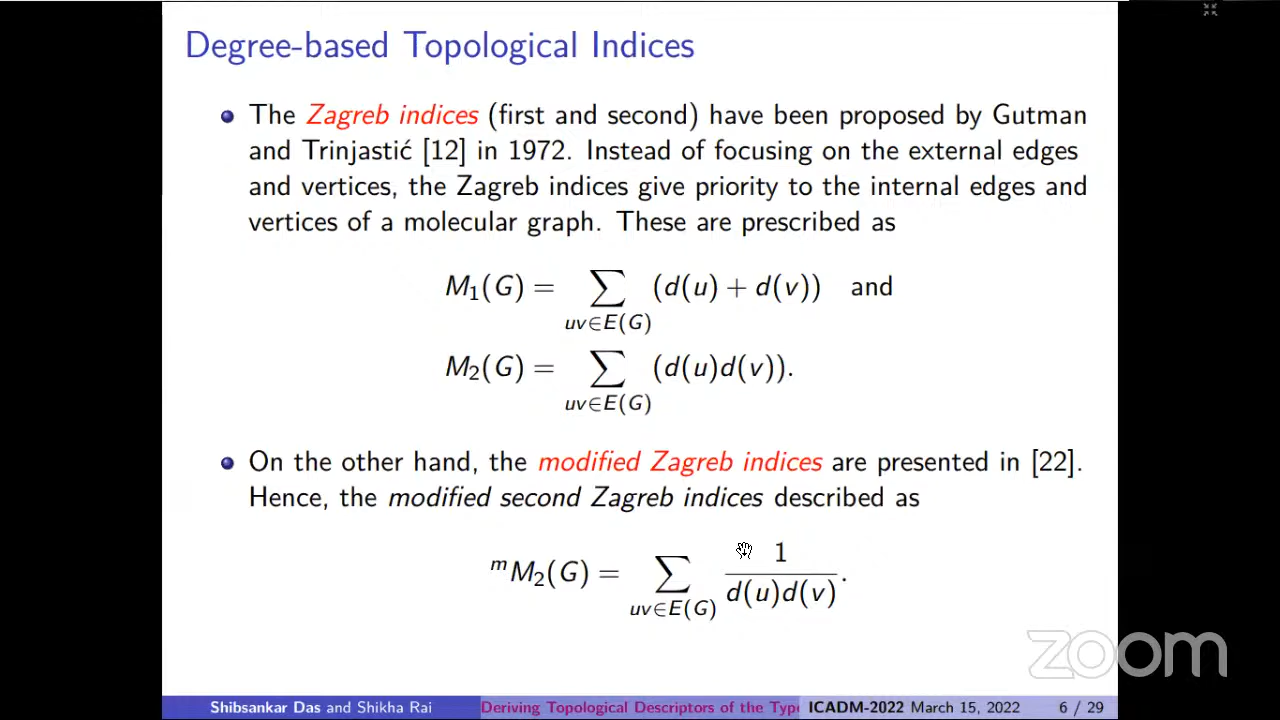 Degree-based Topological Indices
The Zagreb indices (first and second) have been proposed by Gutman
and Trinjastić [12] in 1972. Instead of focusing on the external edges
and vertices, the Zagreb indices give priority to the internal edges and
vertices of a molecular graph. These are prescribed as
M₁(G) = ∑ (d(u) + d(v)) and
uv∈E(G)
M₂(G) = ∑ (d(u)d(v)).
uv∈E(G)
On the other hand, the modified Zagreb indices are presented in [22].
Hence, the modified second Zagreb indices described as
ᵐM₂(G) = ∑ 1/d(u)d(v).
uv∈E(G)
zoom
Shibsankar Das and Shikha Rai Deriving Topological Descriptors of the Type ICADM-2022 March 15, 2022 6 / 29